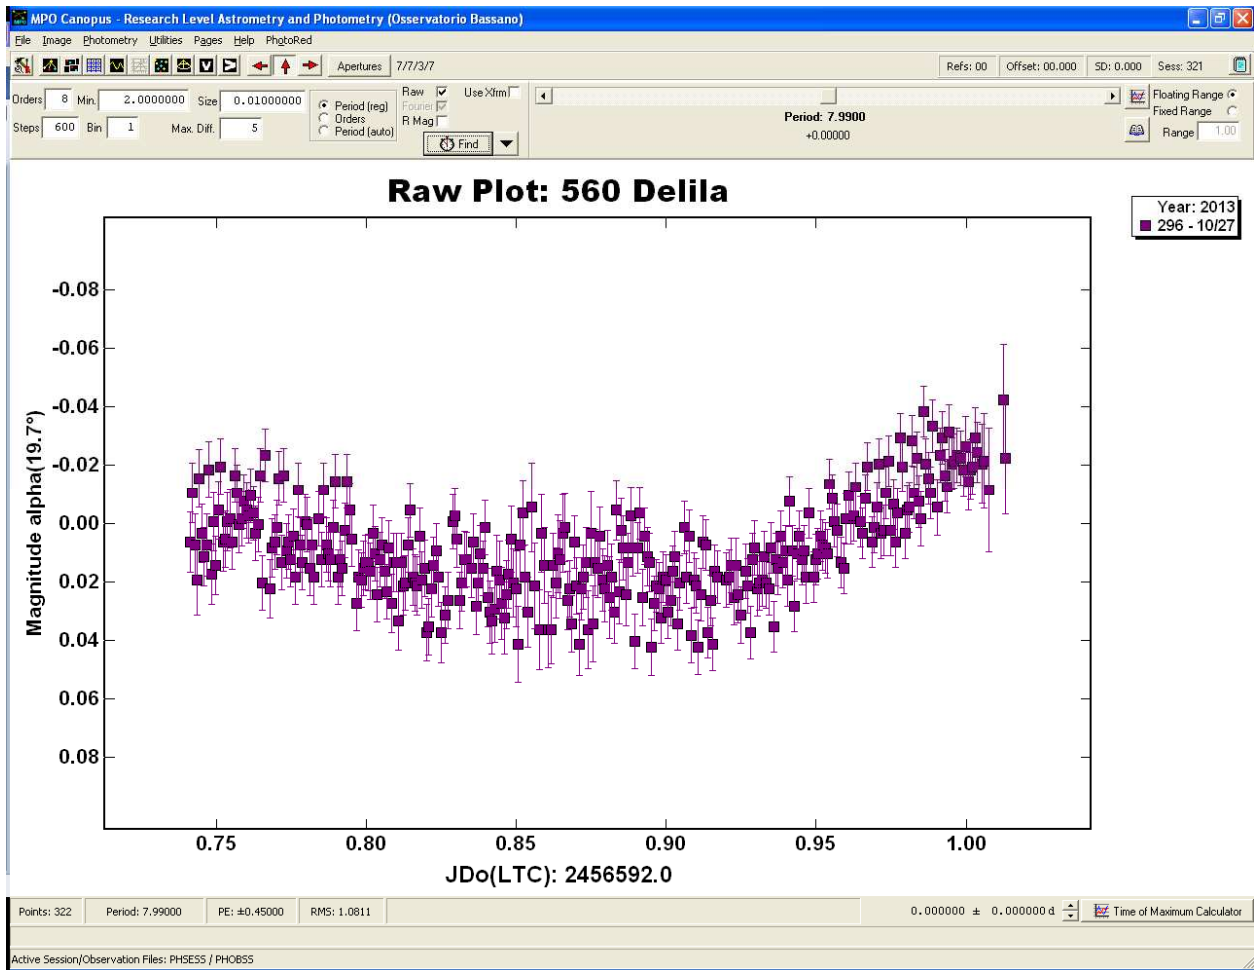 MPO Canopus - Research Level Astrometry and Photometry (Osservatorio Bassano)
File Image Photometry Utilities Pages Help PhotoRed
Apertures 7/7/3/7 Refs: 00 Offset: 00.000 SD: 0.000 Sess: 321
Orders 8 Min. 2.0000000 Size 0.01000000
Steps 600 Bin 1 Max. Diff. 5
Period (reg)
Orders
Period (auto)
Raw Use Xfrm
Fourier
R Mag
Find
Period: 7.9900
+0.00000
Floating Range
Fixed Range
Range 1.00
Raw Plot: 560 Delila
Year: 2013
296 - 10/27
Magnitude alpha(19.7°)
-0.08
-0.06
-0.04
-0.02
0.00
0.02
0.04
0.06
0.08
0.75 0.80 0.85 0.90 0.95 1.00
JDo(LTC): 2456592.0
Points: 322 Period: 7.99000 PE: ±0.45000 RMS: 1.0811 0.000000 ± 0.000000 d Time of Maximum Calculator
Active Session/Observation Files: PHSESS / PHOBSS